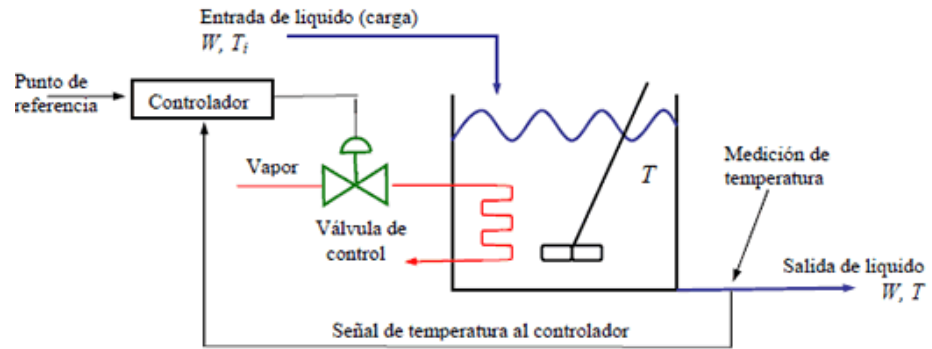 Entrada de liquido (carga)
W, Ti
Punto de
referencia
Controlador
Vapor
Válvula de
control
T
Medición de
temperatura
Salida de liquido
W, T
Señal de temperatura al controlador